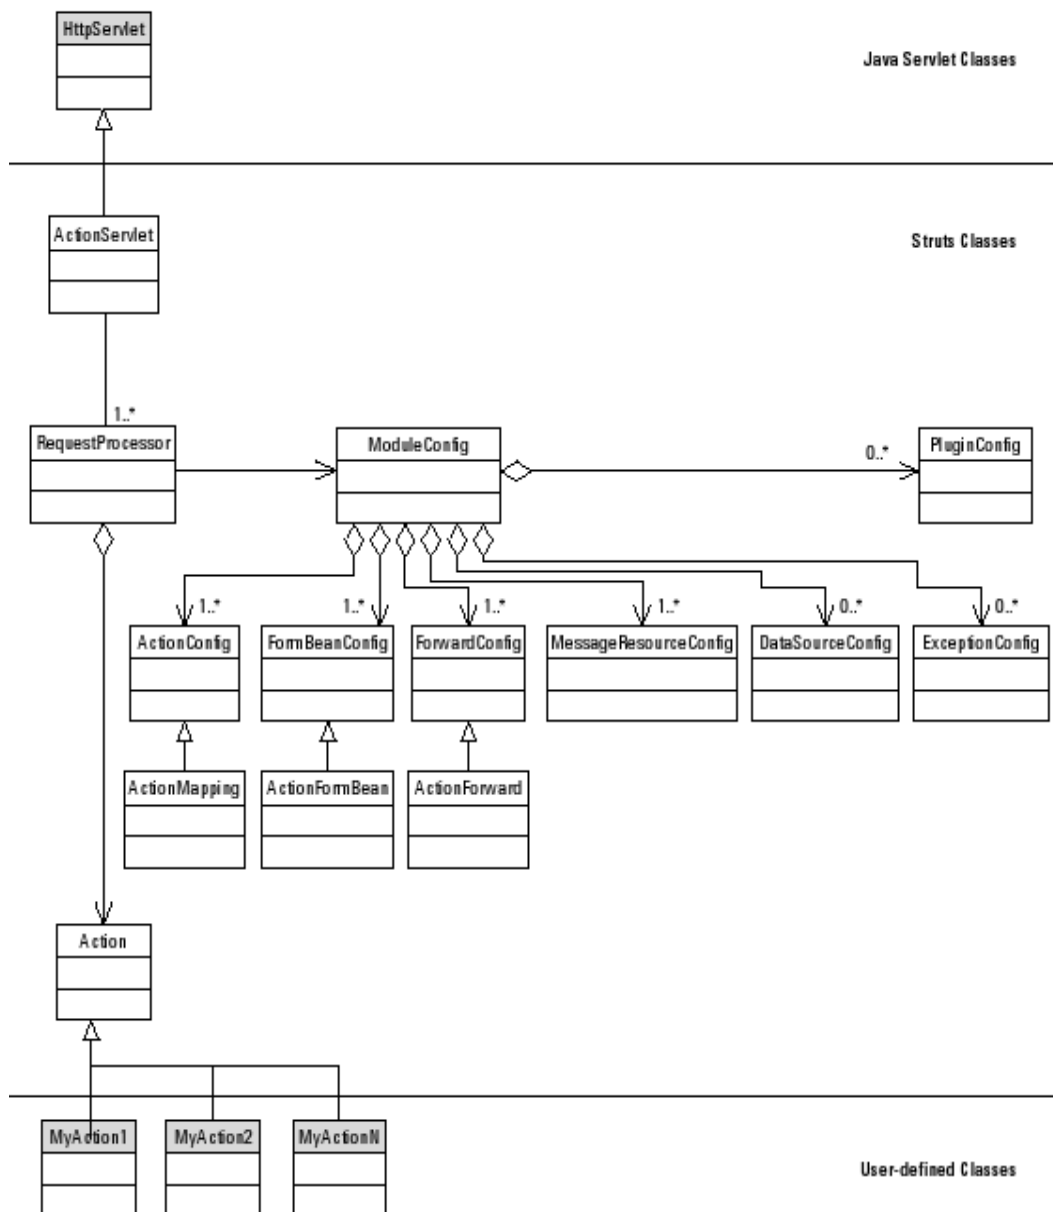 HttpServlet
Java Servlet Classes
ActionServlet
Struts Classes
1..*
RequestProcessor
ModuleConfig
0..*
PluginConfig
1..*
1..*
1..*
1..*
0..*
0..*
ActionConfig
FormBeanConfig
ForwardConfig
MessageResourceConfig
DataSourceConfig
ExceptionConfig
ActionMapping
ActionFormBean
ActionForward
Action
MyAction1
MyAction2
MyActionN
User-defined Classes